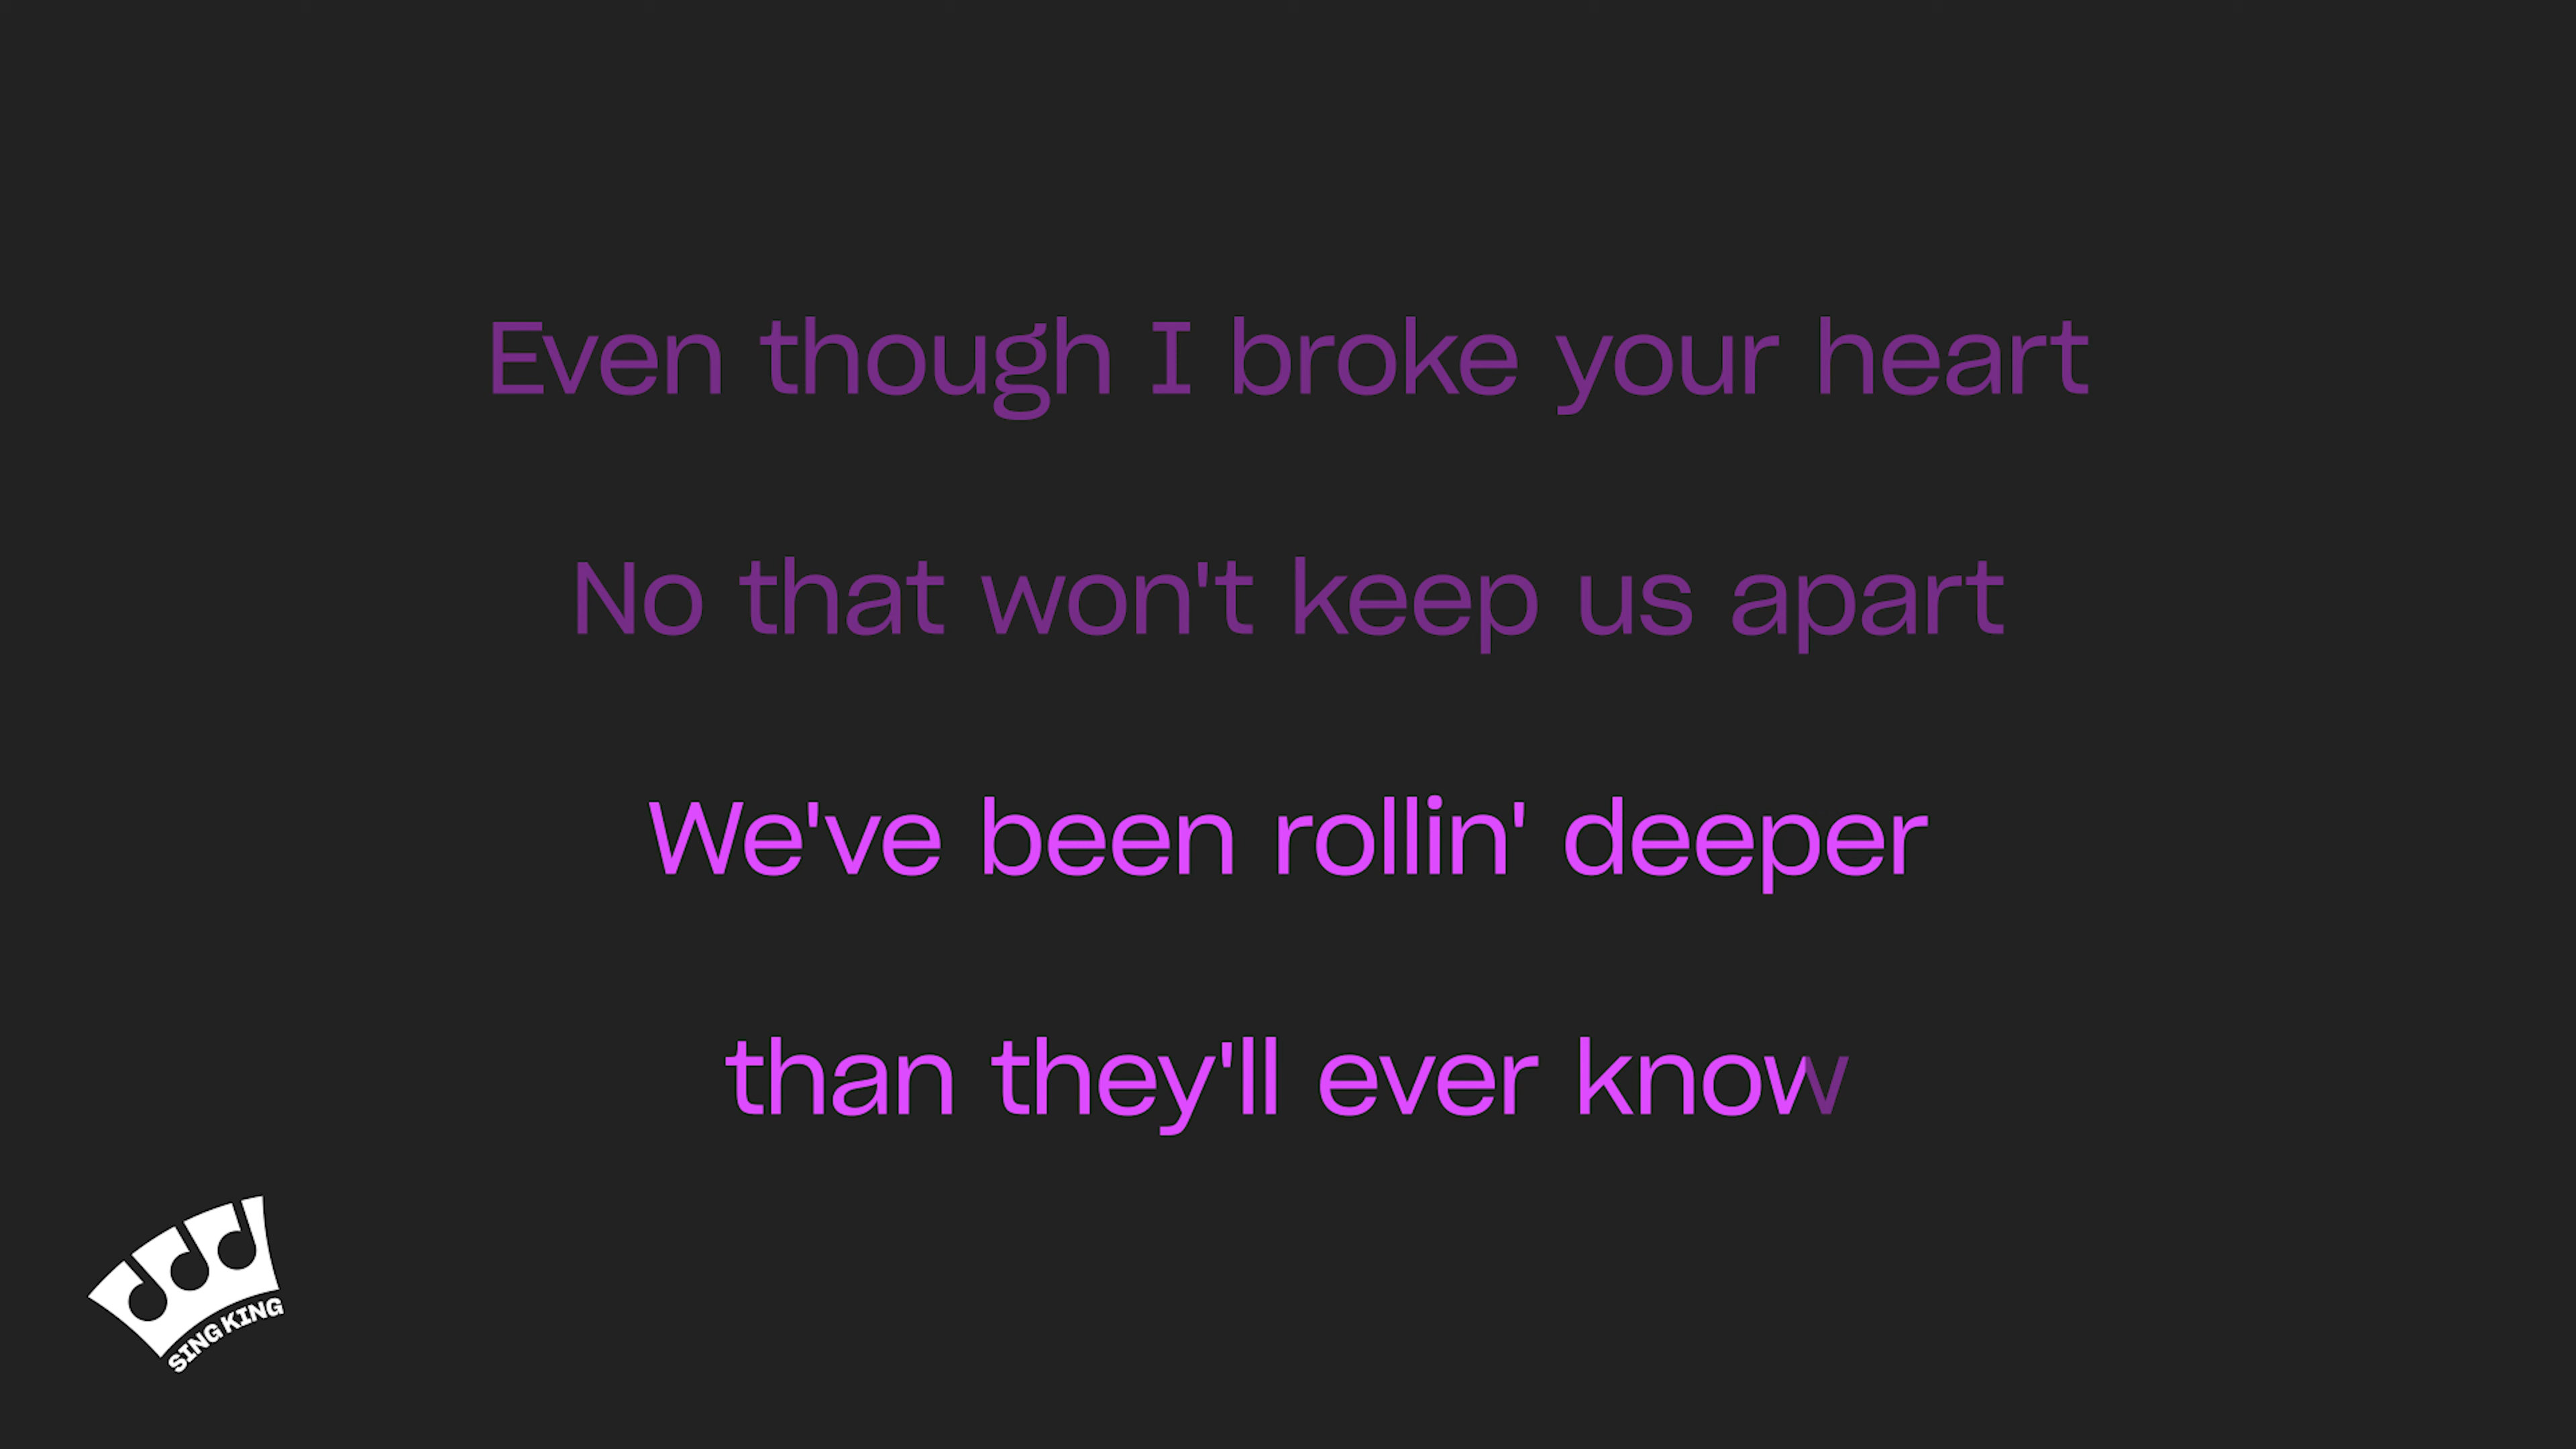 Even though I broke your heart
No that won't keep us apart
We've been rollin' deeper
than they'll ever know
SING KING